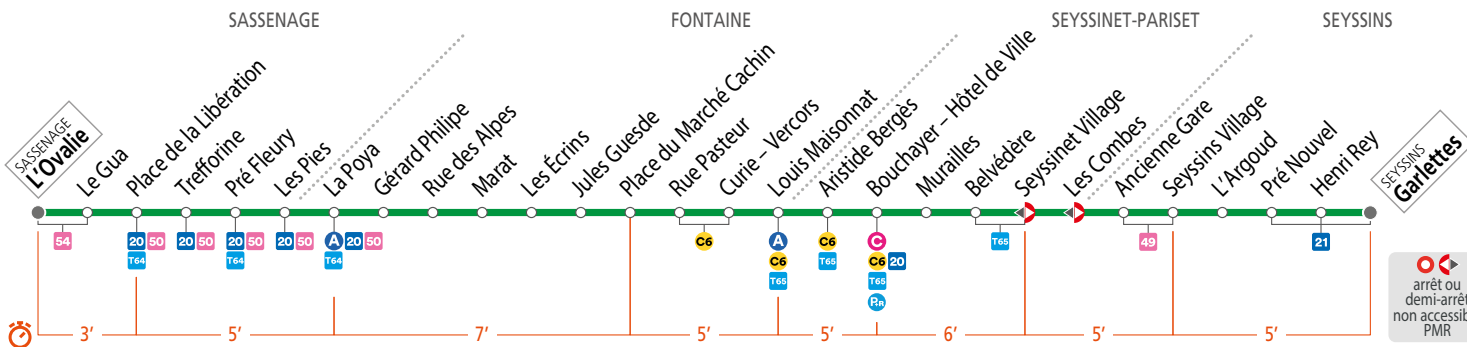 SASSENAGE
FONTAINE
SEYSSINET-PARISET
SEYSSINS
SASSENAGE
L'Ovalie
Le Gua
Place de la Libération
Trefforine
Pré Fleury
Les Pies
La Poya
Gérard Philipe
Rue des Alpes
Marat
Les Écrins
Jules Guesde
Place du Marché Cachin
Rue Pasteur
Curie – Vercors
Louis Maisonnat
Aristide Bergès
Bouchayer – Hôtel de Ville
Murailles
Belvédère
Seyssinet Village
Les Combes
Ancienne Gare
Seyssins Village
L'Argoud
Pré Nouvel
Henri Rey
SEYSSINS
Garlettes
54
20 50
T64
20 50
20 50
T64
20 50
A 20 50
T64
C6
A
C6
T65
C6
T65
C
C6 20
T65
P+R
T65
49
21
3’ 5’ 7’ 5’ 5’ 6’ 5’ 5’
arrêt ou
demi-arrêt
non accessib
PMR